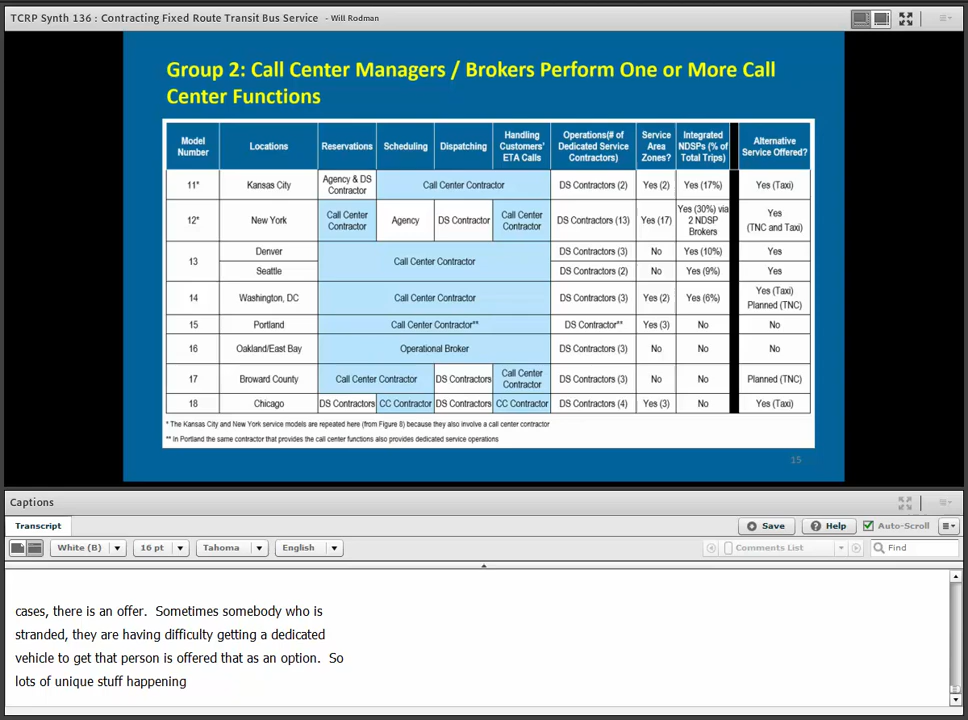 TCRP Synth 136 : Contracting Fixed Route Transit Bus Service - Will Rodman
Group 2: Call Center Managers / Brokers Perform One or More Call
Center Functions
Model Number | Locations | Reservations | Scheduling | Dispatching | Handling Customers' ETA Calls | Operations(# of Dedicated Service Contractors) | Service Area Zones? | Integrated NDSPs (% of Total Trips) | Alternative Service Offered?
11* | Kansas City | Agency & DS Contractor | Call Center Contractor | DS Contractors (2) | Yes (2) | Yes (17%) | Yes (Taxi)
12* | New York | Call Center Contractor | Agency | DS Contractor | Call Center Contractor | DS Contractors (13) | Yes (17) | Yes (30%) via 2 NDSP Brokers | Yes (TNC and Taxi)
13 | Denver | Call Center Contractor | DS Contractors (3) | No | Yes (10%) | Yes
Seattle | DS Contractors (2) | No | Yes (9%) | Yes
14 | Washington, DC | Call Center Contractor | DS Contractors (3) | Yes (2) | Yes (6%) | Yes (Taxi) Planned (TNC)
15 | Portland | Call Center Contractor** | DS Contractor** | Yes (3) | No | No
16 | Oakland/East Bay | Operational Broker | DS Contractors (3) | No | No | No
17 | Broward County | Call Center Contractor | DS Contractors | Call Center Contractor | DS Contractors (3) | No | No | Planned (TNC)
18 | Chicago | DS Contractors | CC Contractor | DS Contractors | CC Contractor | DS Contractors (4) | Yes (3) | No | Yes (Taxi)
* The Kansas City and New York service models are repeated here (from Figure 8) because they also involve a call center contractor
** In Portland the same contractor that provides the call center functions also provides dedicated service operations
15
Captions
Transcript
Save
Help
Auto-Scroll
White (B)
16 pt
Tahoma
English
Comments List
Find
cases, there is an offer.  Sometimes somebody who is
stranded, they are having difficulty getting a dedicated
vehicle to get that person is offered that as an option.  So
lots of unique stuff happening